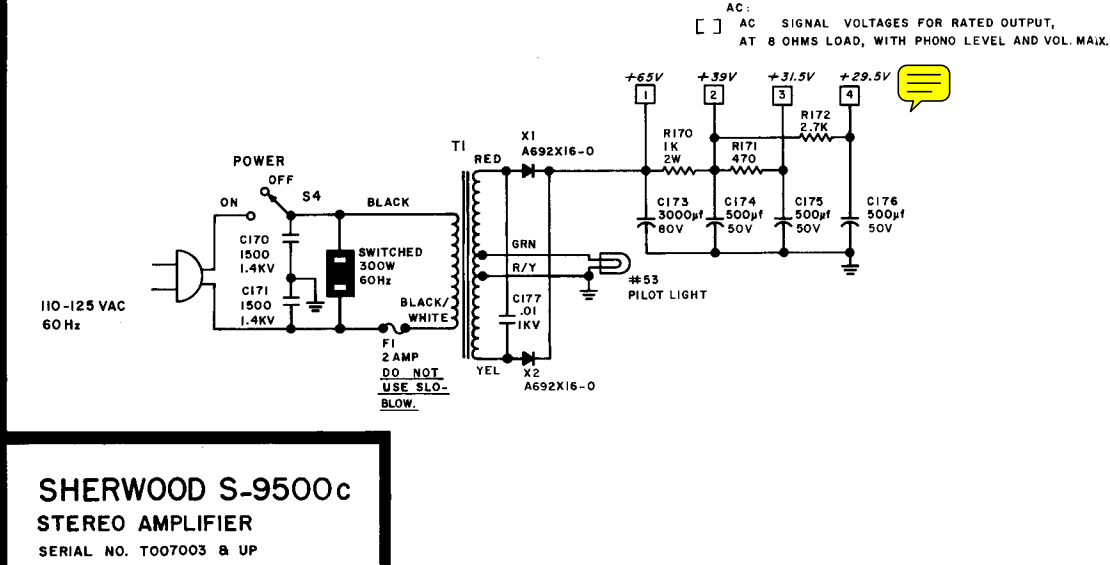 AC:
[ ] AC SIGNAL VOLTAGES FOR RATED OUTPUT,
AT 8 OHMS LOAD, WITH PHONO LEVEL AND VOL. MAX.
+65V +39V +31.5V +29.5V
1 2 3 4
R170
1K
2W
R171
470
R172
2.7K
X1
A692X16-0
T1
RED
POWER
OFF
ON
S4
BLACK
C170
1500
1.4KV
C171
1500
1.4KV
SWITCHED
300W
60Hz
110-125 VAC
60 Hz
BLACK/
WHITE
F1
2 AMP
DO NOT
USE SLO-
BLOW.
GRN
R/Y
C177
.01
1KV
YEL
X2
A692X16-0
#53
PILOT LIGHT
C173
3000µf
80V
C174
500µf
50V
C175
500µf
50V
C176
500µf
50V
SHERWOOD S-9500c
STEREO AMPLIFIER
SERIAL NO. T007003 & UP